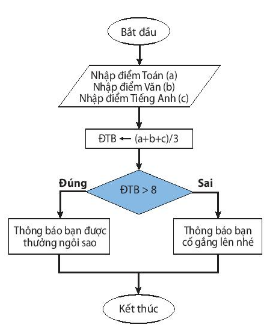 Bắt đầu
Nhập điểm Toán (a)
Nhập điểm Văn (b)
Nhập điểm Tiếng Anh (c)
ĐTB ← (a+b+c)/3
Đúng
ĐTB > 8
Sai
Thông báo bạn được
thưởng ngôi sao
Thông báo bạn
cố gắng lên nhé
Kết thúc